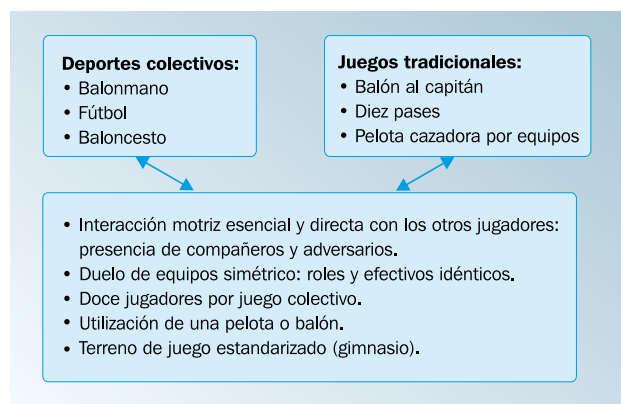 Deportes colectivos:
• Balonmano
• Fútbol
• Baloncesto
Juegos tradicionales:
• Balón al capitán
• Diez pases
• Pelota cazadora por equipos
• Interacción motriz esencial y directa con los otros jugadores:
presencia de compañeros y adversarios.
• Duelo de equipos simétrico: roles y efectivos idénticos.
• Doce jugadores por juego colectivo.
• Utilización de una pelota o balón.
• Terreno de juego estandarizado (gimnasio).